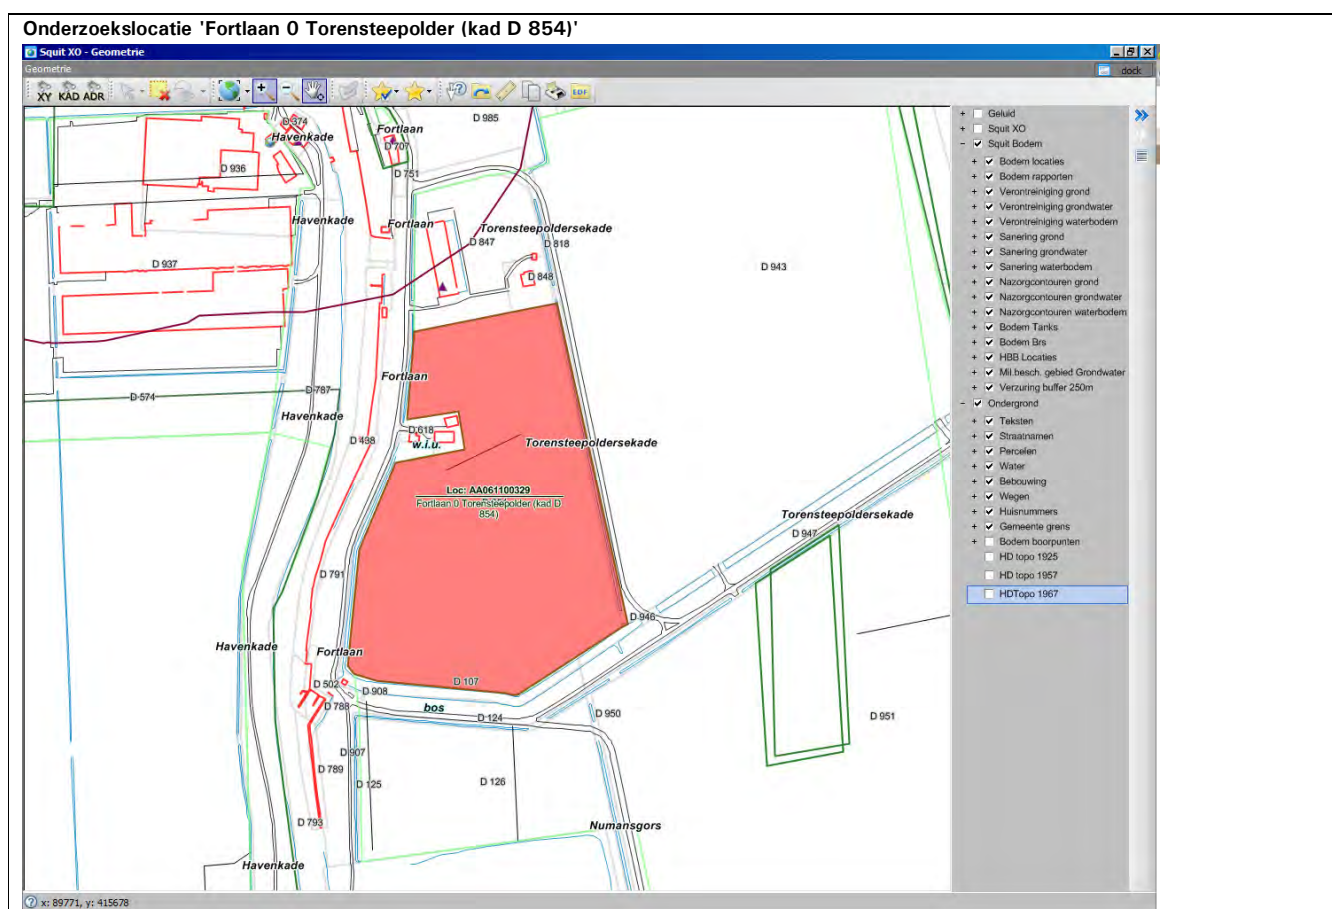 Onderzoekslocatie 'Fortlaan 0 Torensteepolder (kad D 854)'
Squit XO - Geometrie
Geometrie
dock
XY KAD ADR
EDF
D 374
Havenkade
Fortlaan
D 707
D 985
D 936
D 751
Havenkade
Fortlaan
Torensteepoldersekade
D 847
D 818
D 937
D 848
D 943
Fortlaan
D 787
D 574
Havenkade
D 438
D 618
w.i.u.
Torensteepoldersekade
Loc: AA061100329
Fortlaan 0 Torensteepolder (kad D
854)
Torensteepoldersekade
D 947
D 791
D 946
Havenkade
Fortlaan
D 502
D 908
D 107
D 788
bos
D 124
D 950
D 951
D 907
D 789
D 125
D 126
D 793
Numansgors
Havenkade
Geluid
Squit XO
Squit Bodem
Bodem locaties
Bodem rapporten
Verontreiniging grond
Verontreiniging grondwater
Verontreiniging waterbodem
Sanering grond
Sanering grondwater
Sanering waterbodem
Nazorgcontouren grond
Nazorgcontouren grondwater
Nazorgcontouren waterbodem
Bodem Tanks
Bodem Brs
HBB Locaties
Mil.besch. gebied Grondwater
Verzuring buffer 250m
Ondergrond
Teksten
Straatnamen
Percelen
Water
Bebouwing
Wegen
Huisnummers
Gemeente grens
Bodem boorpunten
HD topo 1925
HD topo 1957
HDTopo 1967
x: 89771, y: 415678